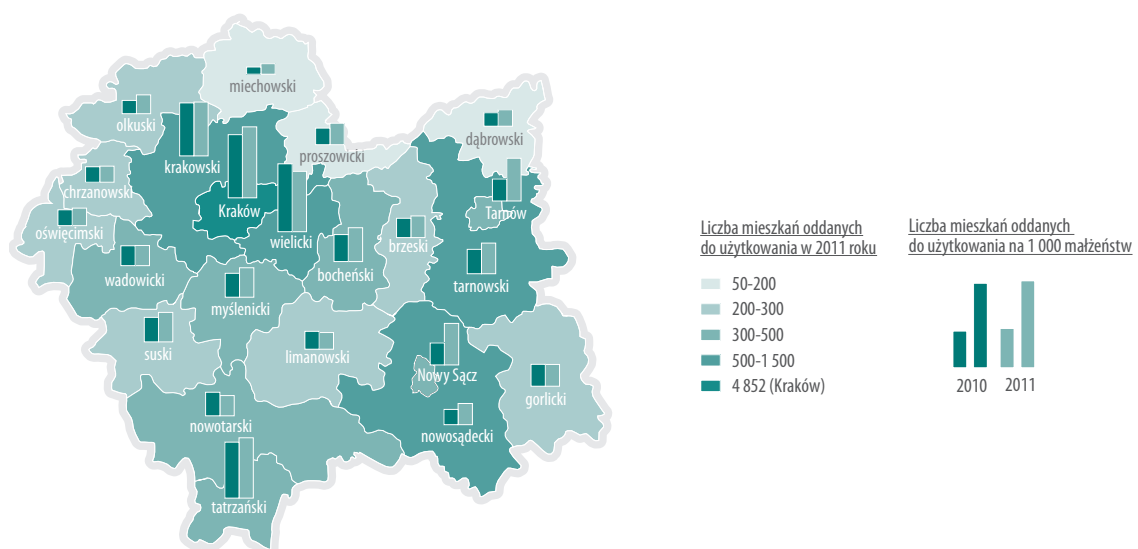 miechowski
olkuski
dąbrowski
proszowicki
krakowski
chrzanowski
Kraków
Tarnów
oświęcimski
wielicki
brzeski
bocheński
wadowicki
tarnowski
myślenicki
suski
limanowski
Nowy Sącz
gorlicki
nowotarski
nowosądecki
tatrzański
Liczba mieszkań oddanych
do użytkowania w 2011 roku
50-200
200-300
300-500
500-1 500
4 852 (Kraków)
Liczba mieszkań oddanych
do użytkowania na 1 000 małżeństw
2010 2011